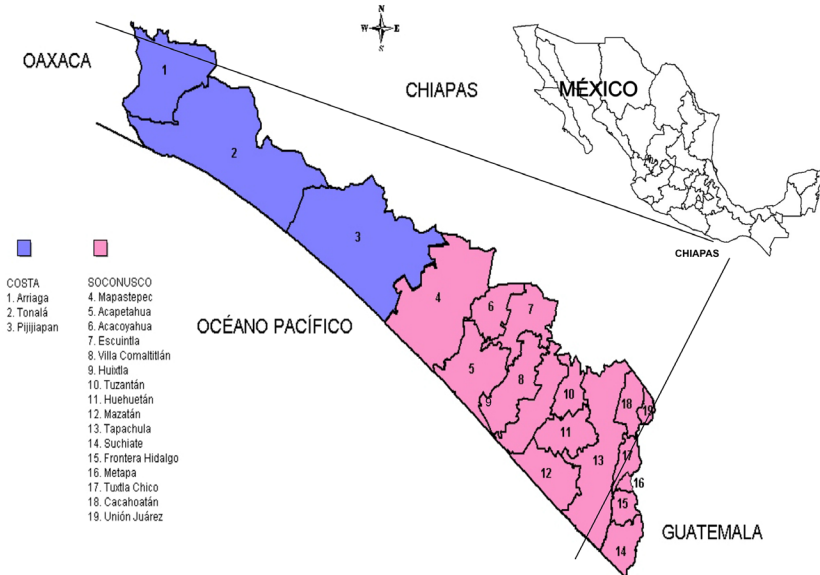 N
W E
S
OAXACA
CHIAPAS
MÉXICO
CHIAPAS
OCÉANO PACÍFICO
GUATEMALA
COSTA
1. Arriaga
2. Tonalá
3. Pijijiapan
SOCONUSCO
4. Mapastepec
5. Acapetahua
6. Acacoyahua
7. Escuintla
8. Villa Comaltitlán
9. Huixtla
10. Tuzantán
11. Huehuetán
12. Mazatán
13. Tapachula
14. Suchiate
15. Frontera Hidalgo
16. Metapa
17. Tuxtla Chico
18. Cacahoatán
19. Unión Juárez
1
2
3
4
5
6
7
8
9
10
11
12
13
14
15
16
17
18
19